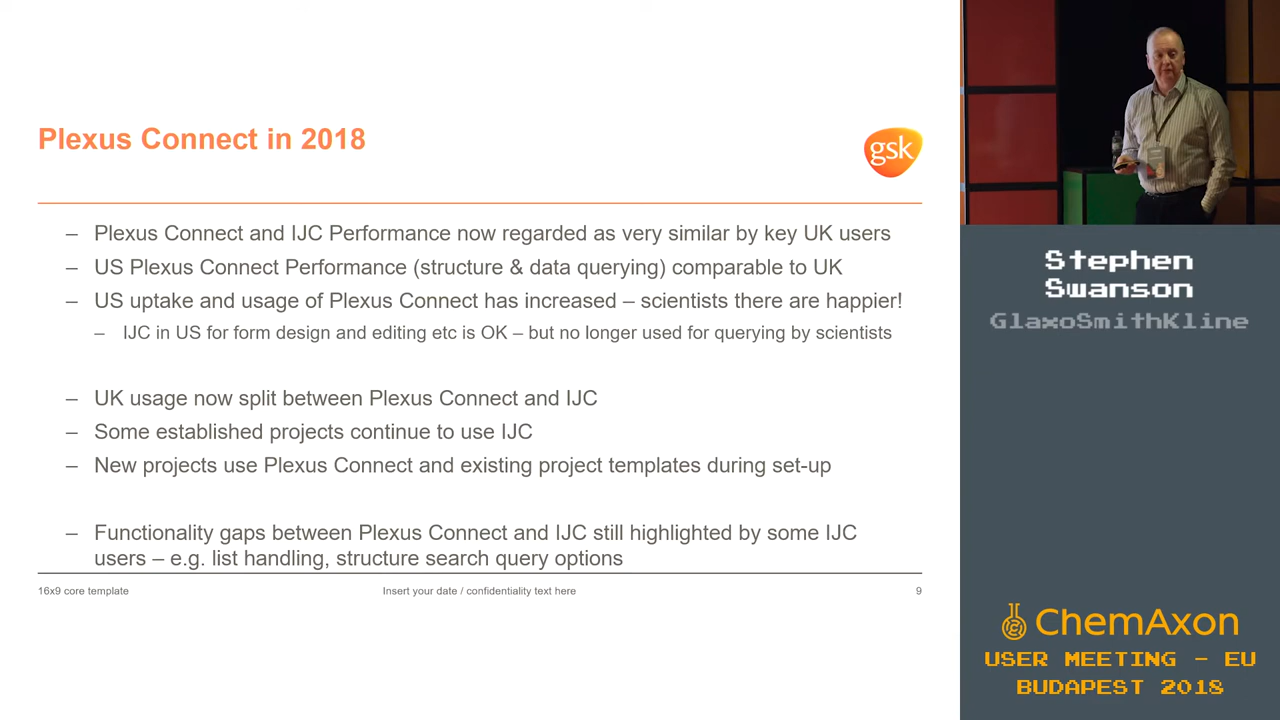 Plexus Connect in 2018
gsk
– Plexus Connect and IJC Performance now regarded as very similar by key UK users
– US Plexus Connect Performance (structure & data querying) comparable to UK
– US uptake and usage of Plexus Connect has increased – scientists there are happier!
– IJC in US for form design and editing etc is OK – but no longer used for querying by scientists
– UK usage now split between Plexus Connect and IJC
– Some established projects continue to use IJC
– New projects use Plexus Connect and existing project templates during set-up
– Functionality gaps between Plexus Connect and IJC still highlighted by some IJC
users – e.g. list handling, structure search query options
16x9 core template
Insert your date / confidentiality text here
9
Stephen
Swanson
GlaxoSmithKline
ChemAxon
USER MEETING - EU
BUDAPEST 2018